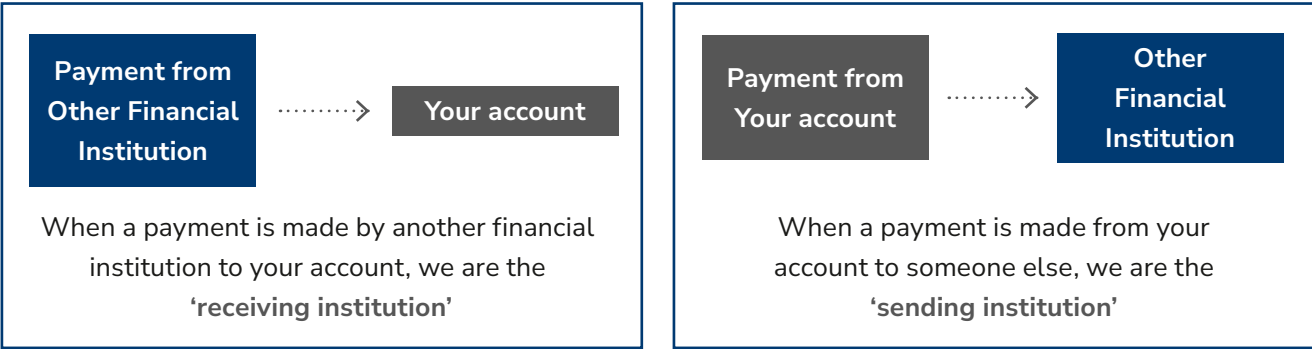 Payment from
Other Financial
Institution
Your account
When a payment is made by another financial
institution to your account, we are the
‘receiving institution’
Payment from
Your account
Other
Financial
Institution
When a payment is made from your
account to someone else, we are the
‘sending institution’